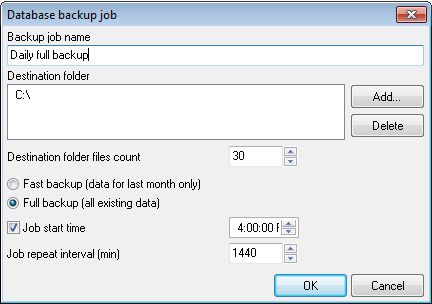 Database backup job
Backup job name
Daily full backup
Destination folder
C:\
Add...
Delete
Destination folder files count 30
Fast backup (data for last month only)
Full backup (all existing data)
Job start time 4:00:00
Job repeat interval (min) 1440
OK Cancel